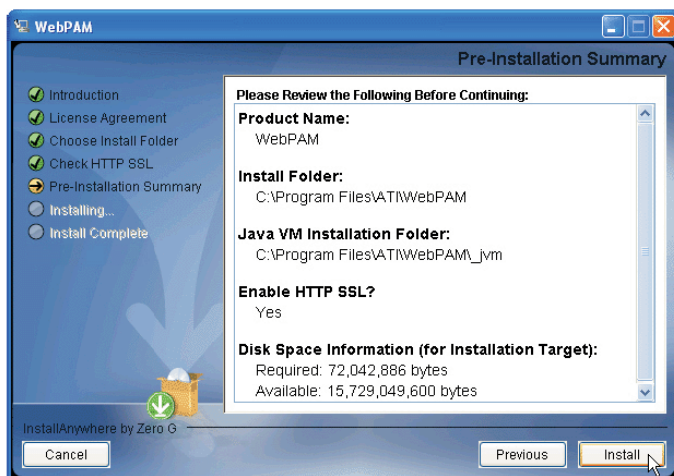 WebPAM
Pre-Installation Summary
Introduction
License Agreement
Choose Install Folder
Check HTTP SSL
Pre-Installation Summary
Installing...
Install Complete
Please Review the Following Before Continuing:
Product Name:
WebPAM
Install Folder:
C:\Program Files\ATI\WebPAM
Java VM Installation Folder:
C:\Program Files\ATI\WebPAM\_jvm
Enable HTTP SSL?
Yes
Disk Space Information (for Installation Target):
Required: 72,042,886 bytes
Available: 15,729,049,600 bytes
InstallAnywhere by Zero G
Cancel
Previous
Install